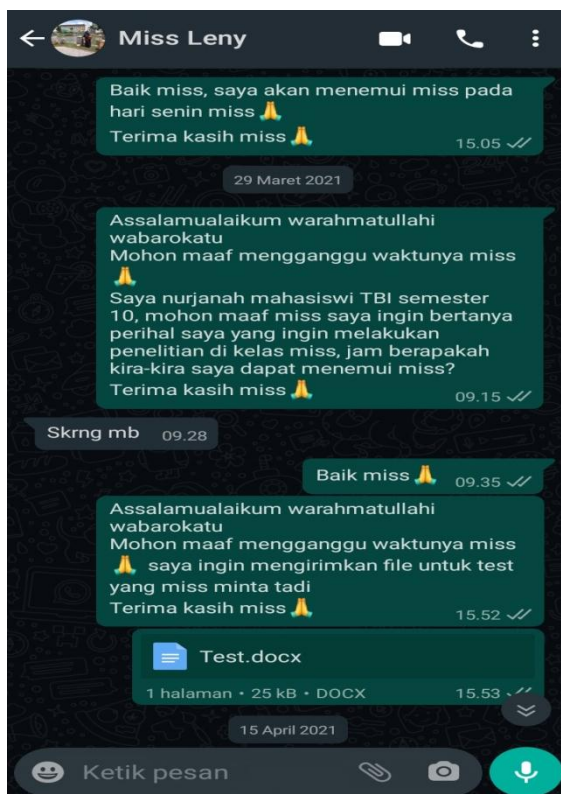 Miss Leny
Baik miss, saya akan menemui miss pada
hari senin miss 🙏
Terima kasih miss 🙏
15.05
29 Maret 2021
Assalamualaikum warahmatullahi
wabarokatu
Mohon maaf mengganggu waktunya miss
🙏
Saya nurjanah mahasiswi TBI semester
10, mohon maaf miss saya ingin bertanya
perihal saya yang ingin melakukan
penelitian di kelas miss, jam berapakah
kira-kira saya dapat menemui miss?
Terima kasih miss 🙏
09.15
Skrng mb 09.28
Baik miss 🙏 09.35
Assalamualaikum warahmatullahi
wabarokatu
Mohon maaf mengganggu waktunya miss
🙏 saya ingin mengirimkan file untuk test
yang miss minta tadi
Terima kasih miss 🙏
15.52
Test.docx
1 halaman • 25 kB • DOCX 15.53
15 April 2021
Ketik pesan